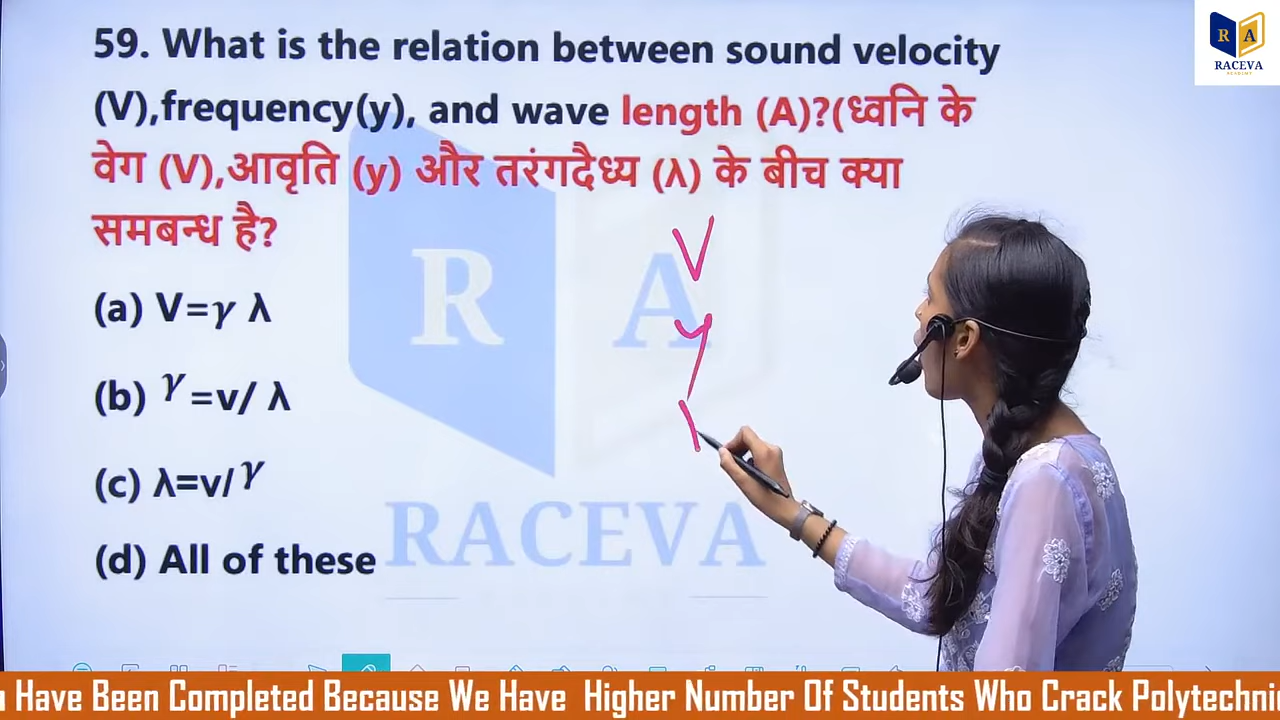 59. What is the relation between sound velocity
(V),frequency(y), and wave length (A)?(ध्वनि के
वेग (V),आवृति (y) और तरंगदैध्य (λ) के बीच क्या
समबन्ध है?
(a) V=γ λ
(b) γ =v/ λ
(c) λ=v/γ
(d) All of these
V
y
R A
RACEVA
R A
RACEVA
ACADEMY
Have Been Completed Because We Have Higher Number Of Students Who Crack